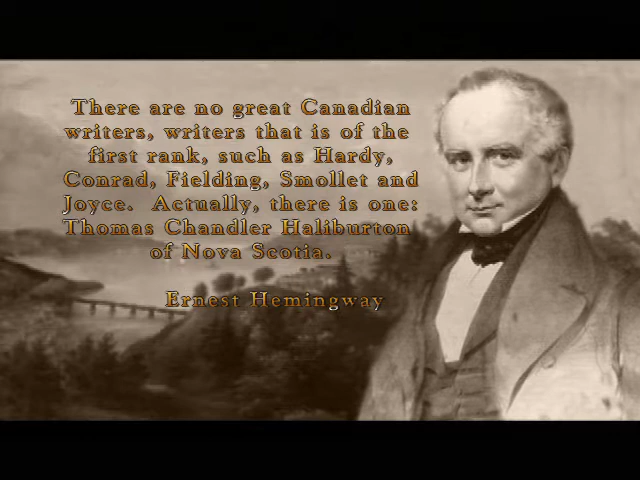 There are no great Canadian
writers, writers that is of the
first rank, such as Hardy,
Conrad, Fielding, Smollet and
Joyce. Actually, there is one:
Thomas Chandler Haliburton
of Nova Scotia.
Ernest Hemingway